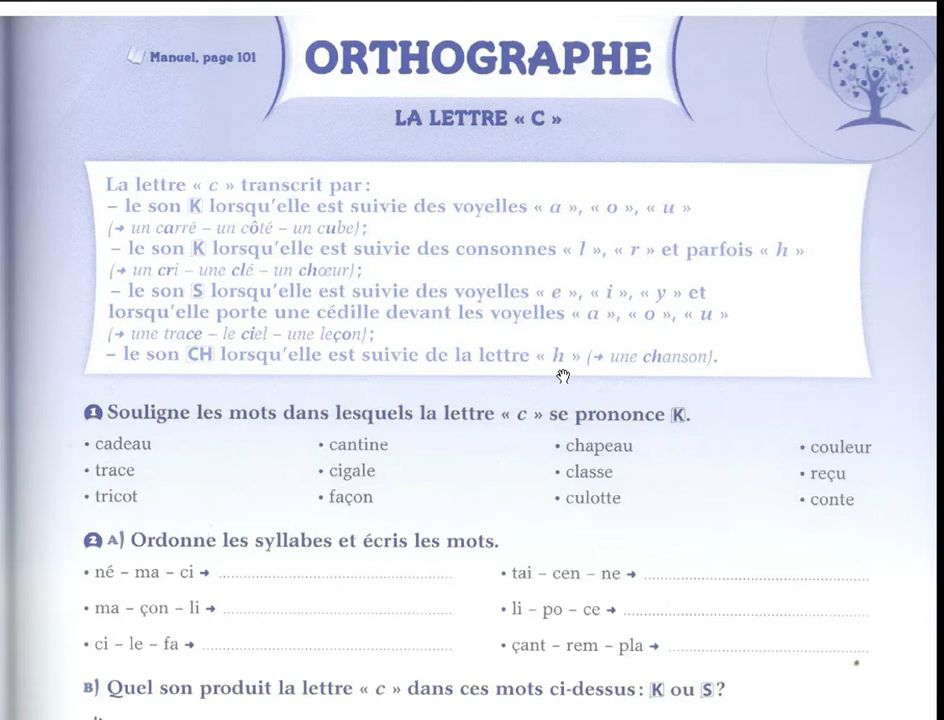 Manuel, page 101
ORTHOGRAPHE
LA LETTRE « C »
La lettre « c » transcrit par :
– le son K lorsqu'elle est suivie des voyelles « a », « o », « u »
(→ un carré – un côté – un cube) ;
– le son K lorsqu'elle est suivie des consonnes « l », « r » et parfois « h »
(→ un cri – une clé – un chœur) ;
– le son S lorsqu'elle est suivie des voyelles « e », « i », « y » et
lorsqu'elle porte une cédille devant les voyelles « a », « o », « u »
(→ une trace – le ciel – une leçon) ;
– le son CH lorsqu'elle est suivie de la lettre « h » (→ une chanson).
1 Souligne les mots dans lesquels la lettre « c » se prononce K.
• cadeau • cantine • chapeau • couleur
• trace • cigale • classe • reçu
• tricot • façon • culotte • conte
2 A) Ordonne les syllabes et écris les mots.
• né – ma – ci → • tai – cen – ne →
• ma – çon – li → • li – po – ce →
• ci – le – fa → • çant – rem – pla →
B) Quel son produit la lettre « c » dans ces mots ci-dessus : K ou S ?